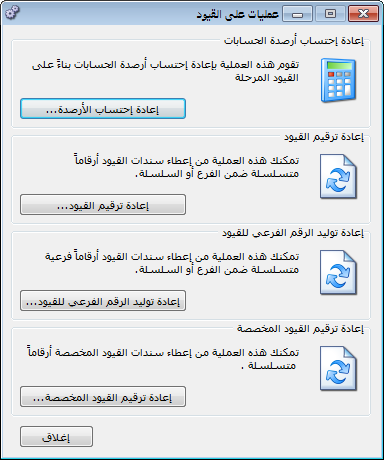 عمليات على القيود
إعادة إحتساب أرصدة الحسابات
تقوم هذه العملية بإعادة إحتساب أرصدة الحسابات بناءً على
القيود المرحلة
إعادة إحتساب الأرصدة...
إعادة ترقيم القيود
تمكنك هذه العملية من إعطاء سندات القيود أرقاماً
متسلسلة ضمن الفرع أو السلسلة.
إعادة ترقيم القيود...
إعادة توليد الرقم الفرعي للقيود
تمكنك هذه العملية من إعطاء سندات القيود أرقاماً فرعية
متسلسلة ضمن الفرع أو السلسلة.
إعادة توليد الرقم الفرعي للقيود...
إعادة ترقيم القيود المخصصة
تمكنك هذه العملية من إعطاء سندات القيود المخصصة أرقاماً
متسلسلة .
إعادة ترقيم القيود المخصصة...
إغلاق